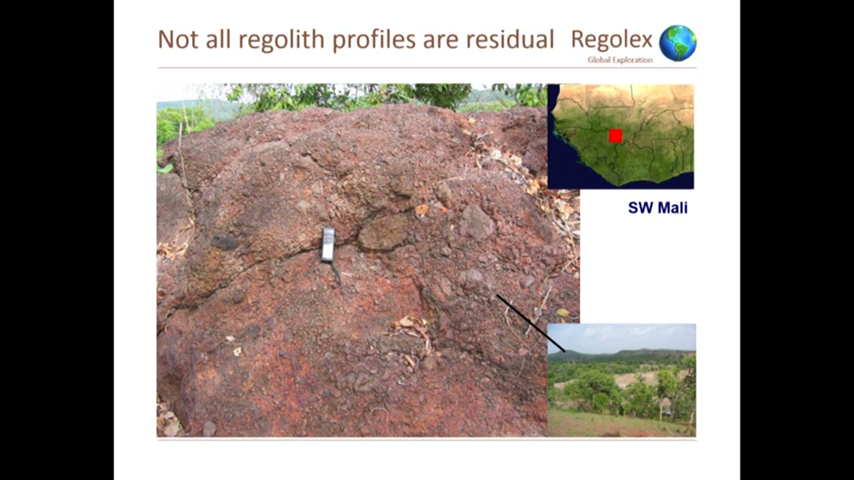 Not all regolith profiles are residual
Regolex
Global Exploration
SW Mali